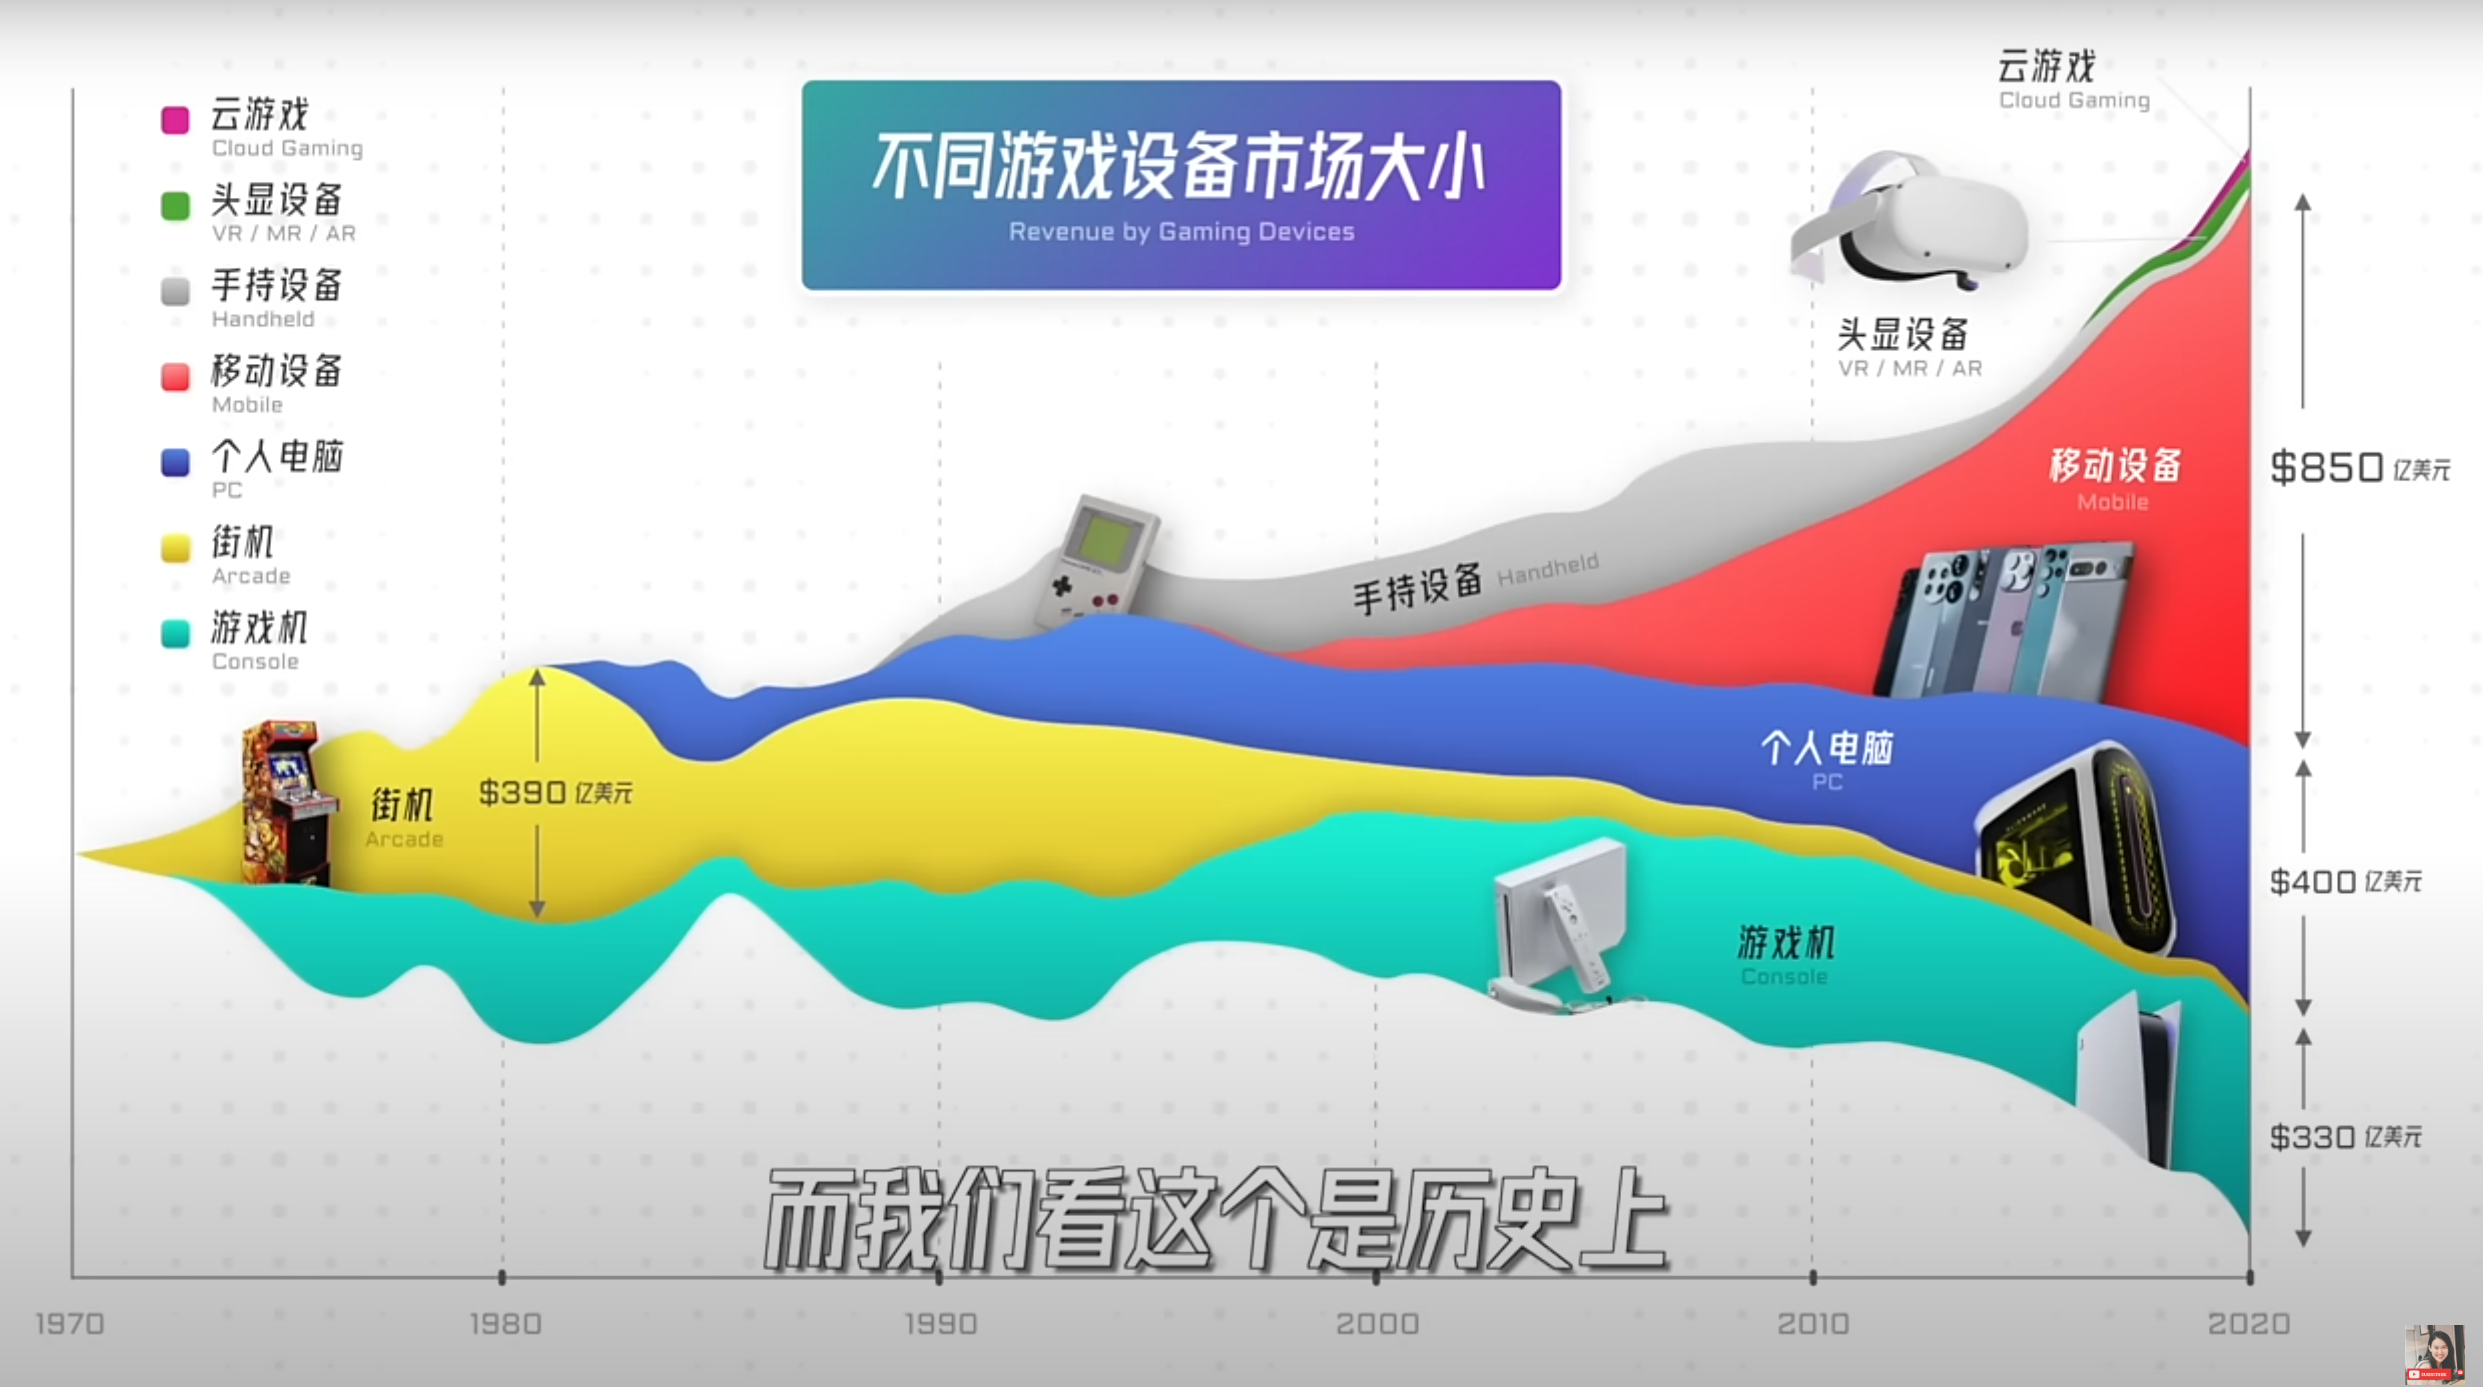 云游戏
Cloud Gaming
头显设备
VR / MR / AR
手持设备
Handheld
移动设备
Mobile
个人电脑
PC
街机
Arcade
游戏机
Console
不同游戏设备市场大小
Revenue by Gaming Devices
云游戏
Cloud Gaming
头显设备
VR / MR / AR
移动设备
Mobile
$850 亿美元
手持设备 Handheld
个人电脑
PC
街机
Arcade
$390 亿美元
$400 亿美元
游戏机
Console
$330 亿美元
而我们看这个是历史上
1970
1980
1990
2000
2010
2020
SUBSCRIBE